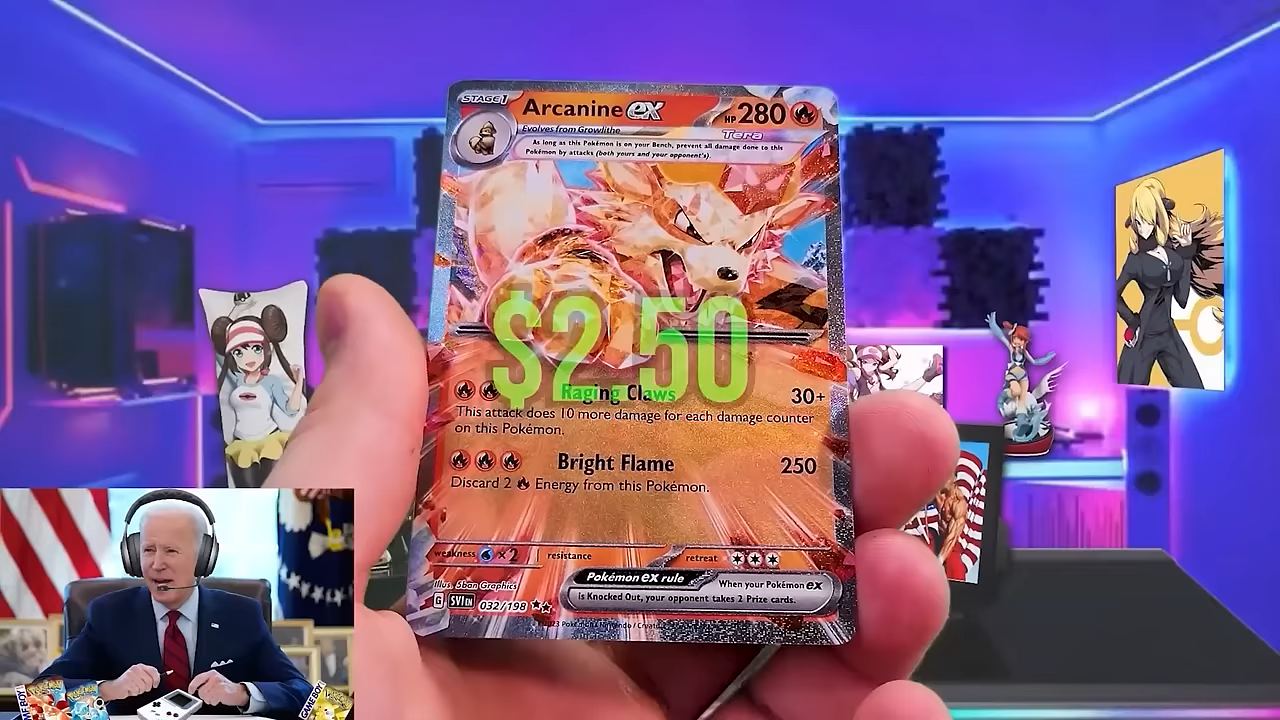 STAGE1
Arcanine ex
HP 280
Evolves from Growlithe
Tera
As long as this Pokémon is on your Bench, prevent all damage done to this
Pokémon by attacks (both yours and your opponent's).
$2.50
Raging Claws 30+
This attack does 10 more damage for each damage counter
on this Pokémon.
Bright Flame 250
Discard 2 Energy from this Pokémon.
weakness ×2 resistance retreat
Illus. 5ban Graphics
Pokémon ex rule
When your Pokémon ex
is Knocked Out, your opponent takes 2 Prize cards.
G SVI EN 032/198
GAME BOY
GAME BOY